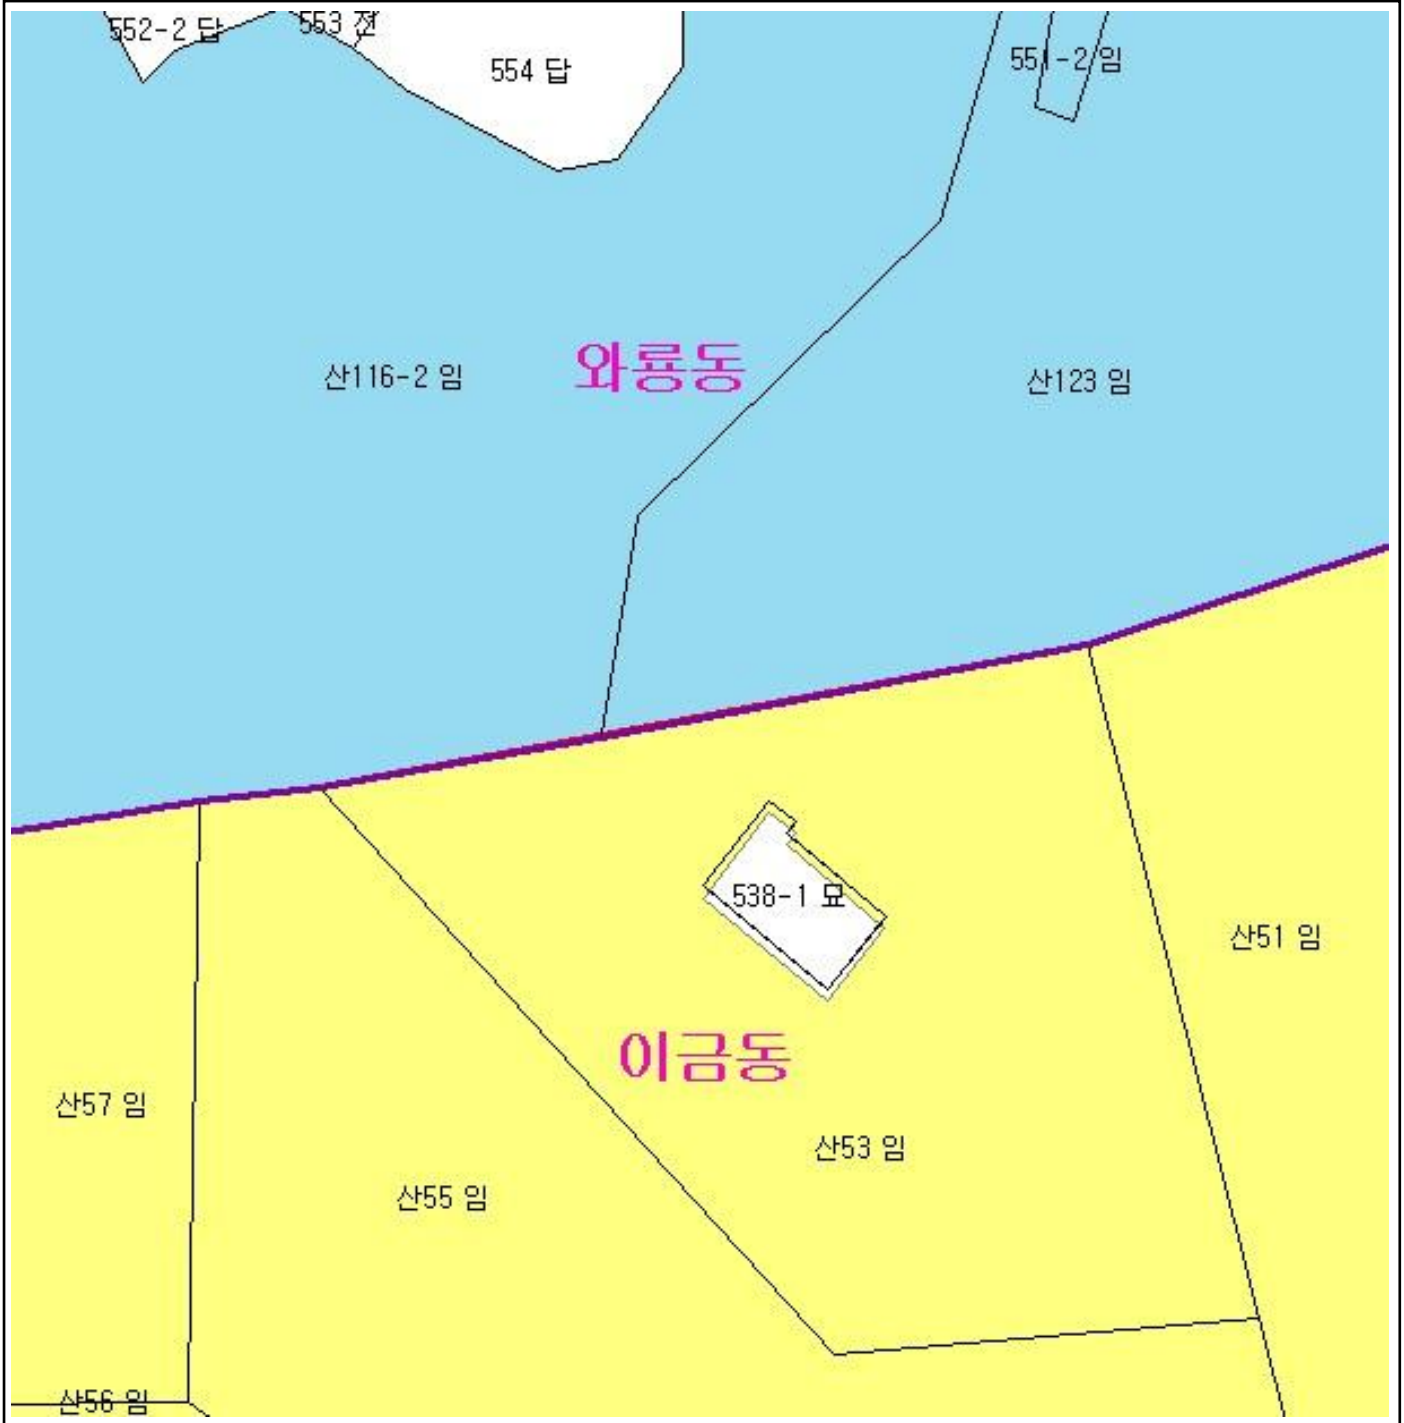 552-2 답
553 전
554 답
551-2 임
산116-2 임
와룡동
산123 임
538-1 묘
산51 임
이금동
산57 임
산53 임
산55 임
산56 임